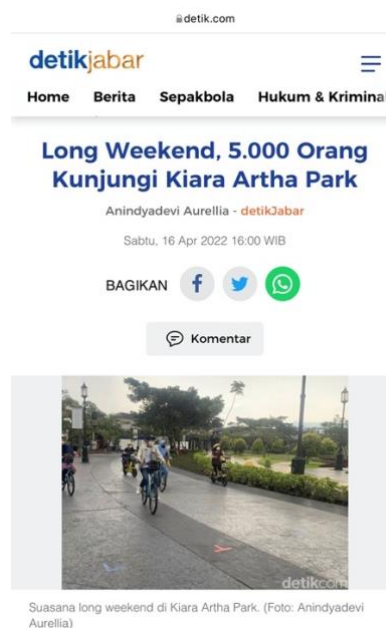 detik.com
detikjabar
Home Berita Sepakbola Hukum & Krimina
Long Weekend, 5.000 Orang
Kunjungi Kiara Artha Park
Anindyadevi Aurellia - detikJabar
Sabtu, 16 Apr 2022 16:00 WIB
BAGIKAN
Komentar
detikcom
Suasana long weekend di Kiara Artha Park. (Foto: Anindyadevi
Aurellia)